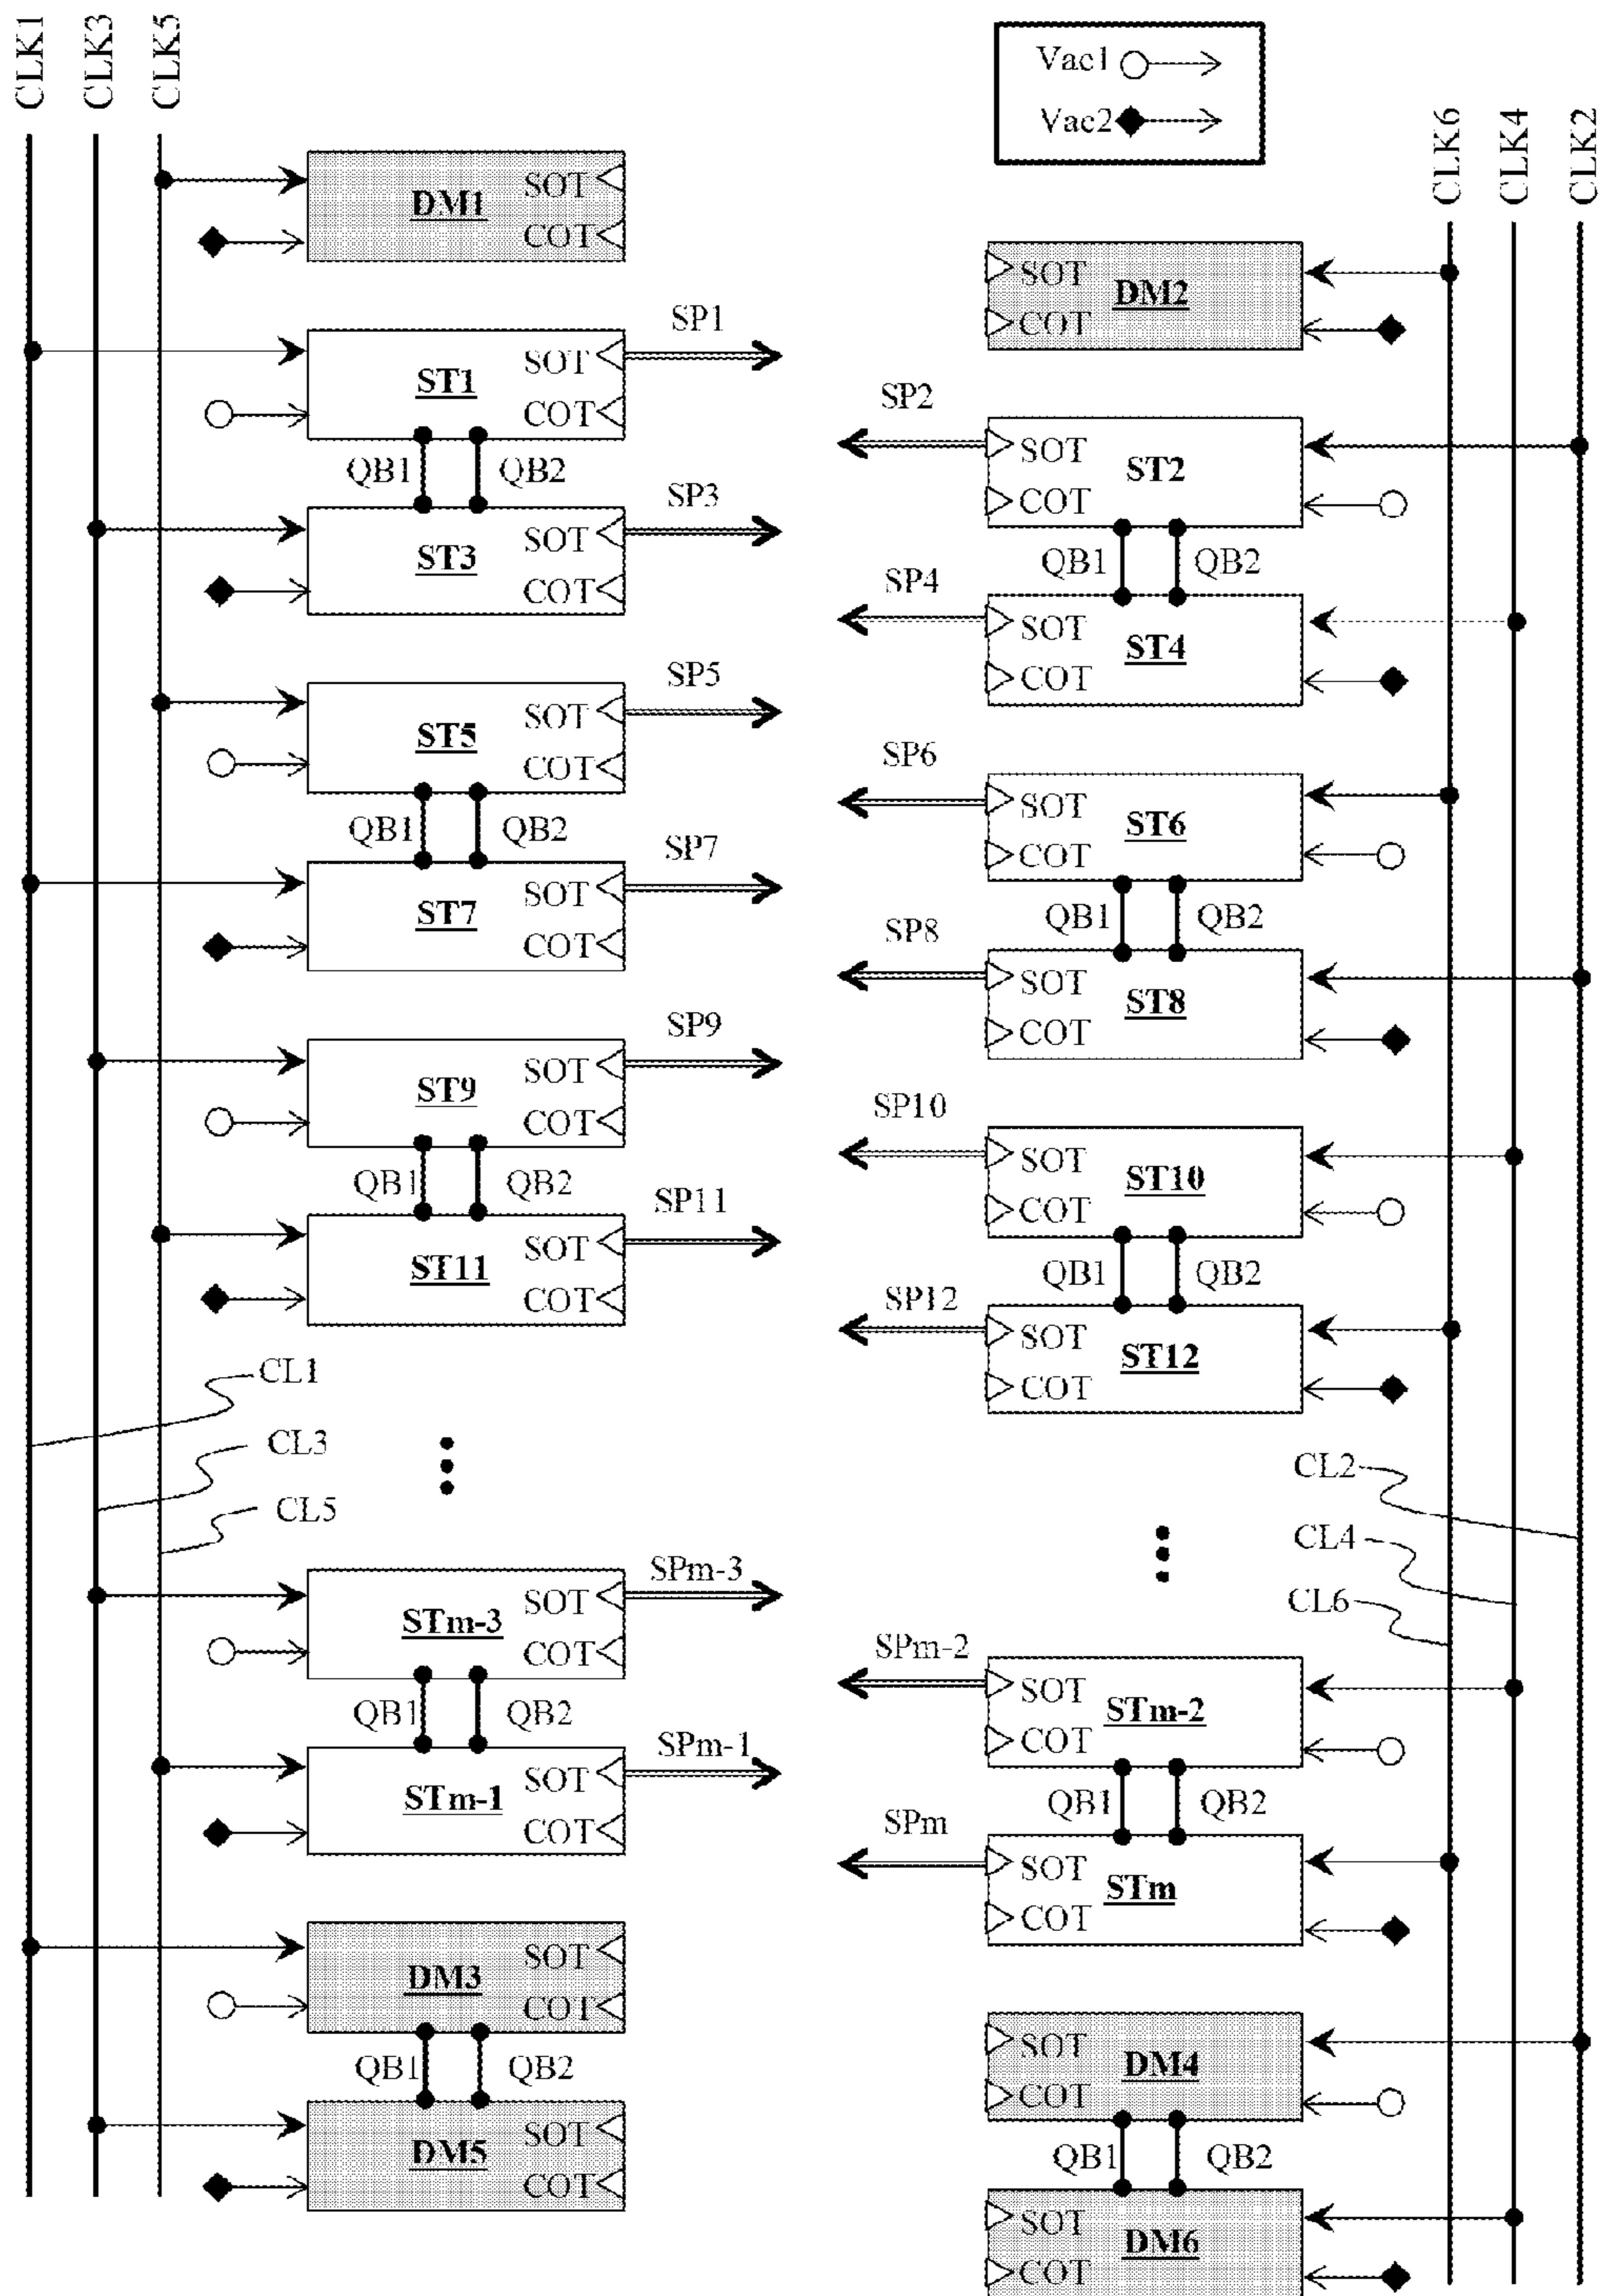 CLK1
CLK3
CLK5
Vac1
Vac2
CLK6
CLK4
CLK2
SOT
DM1
COT
SOT
DM2
COT
SP1
SOT
ST1
COT
QB1 QB2
SP2
SOT
ST2
COT
SP3
SOT
ST3
COT
QB1 QB2
SP4
SOT
ST4
COT
SP5
SOT
ST5
COT
QB1 QB2
SP6
SOT
ST6
COT
SP7
SOT
ST7
COT
QB1 QB2
SP8
SOT
ST8
COT
SP9
SOT
ST9
COT
QB1 QB2
SP10
SOT
ST10
COT
SP11
SOT
ST11
COT
QB1 QB2
SP12
SOT
ST12
COT
CL1
CL3
CL5
CL2
CL4
CL6
SPm-3
SOT
STm-3
COT
QB1 QB2
SPm-2
SOT
STm-2
COT
SPm-1
SOT
STm-1
COT
QB1 QB2
SPm
SOT
STm
COT
SOT
DM3
COT
QB1 QB2
SOT
DM4
COT
SOT
DM5
COT
QB1 QB2
SOT
DM6
COT